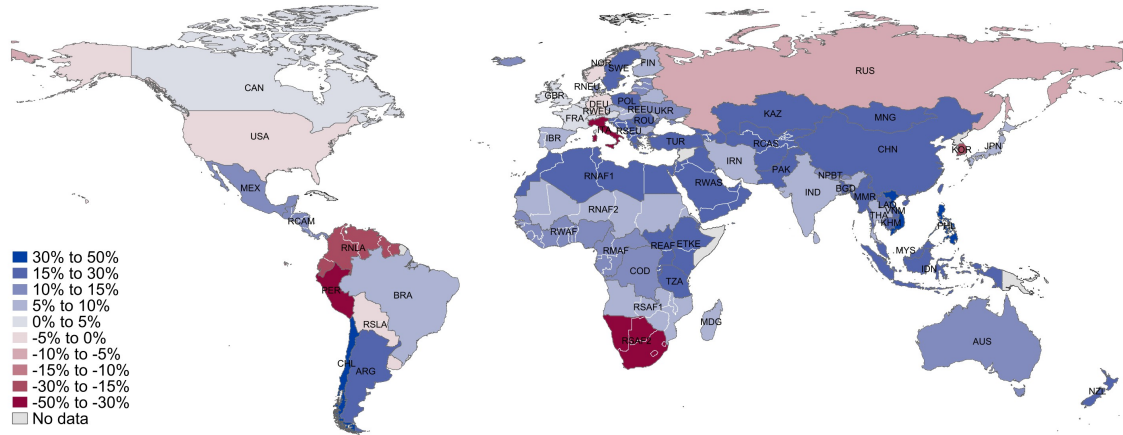 CAN
USA
MEX
RCAM
RNLA
PER
BRA
RSLA
CHL
ARG
NOR
SWE
FIN
RNEU
GBR
DEU
POL
RWEU
REEU
UKR
FRA
ROU
ITA
RSEU
IBR
TUR
RUS
KAZ
MNG
RCAS
CHN
KOR
JPN
IRN
PAK
NPBT
IND
BGD
MMR
LAO
VNM
THA
KHM
PHL
MYS
IDN
RNAF1
RWAS
RNAF2
RWAF
RMAF
REAF
ETKE
COD
TZA
RSAF1
MDG
RSAF2
AUS
NZL
30% to 50%
15% to 30%
10% to 15%
5% to 10%
0% to 5%
-5% to 0%
-10% to -5%
-15% to -10%
-30% to -15%
-50% to -30%
No data